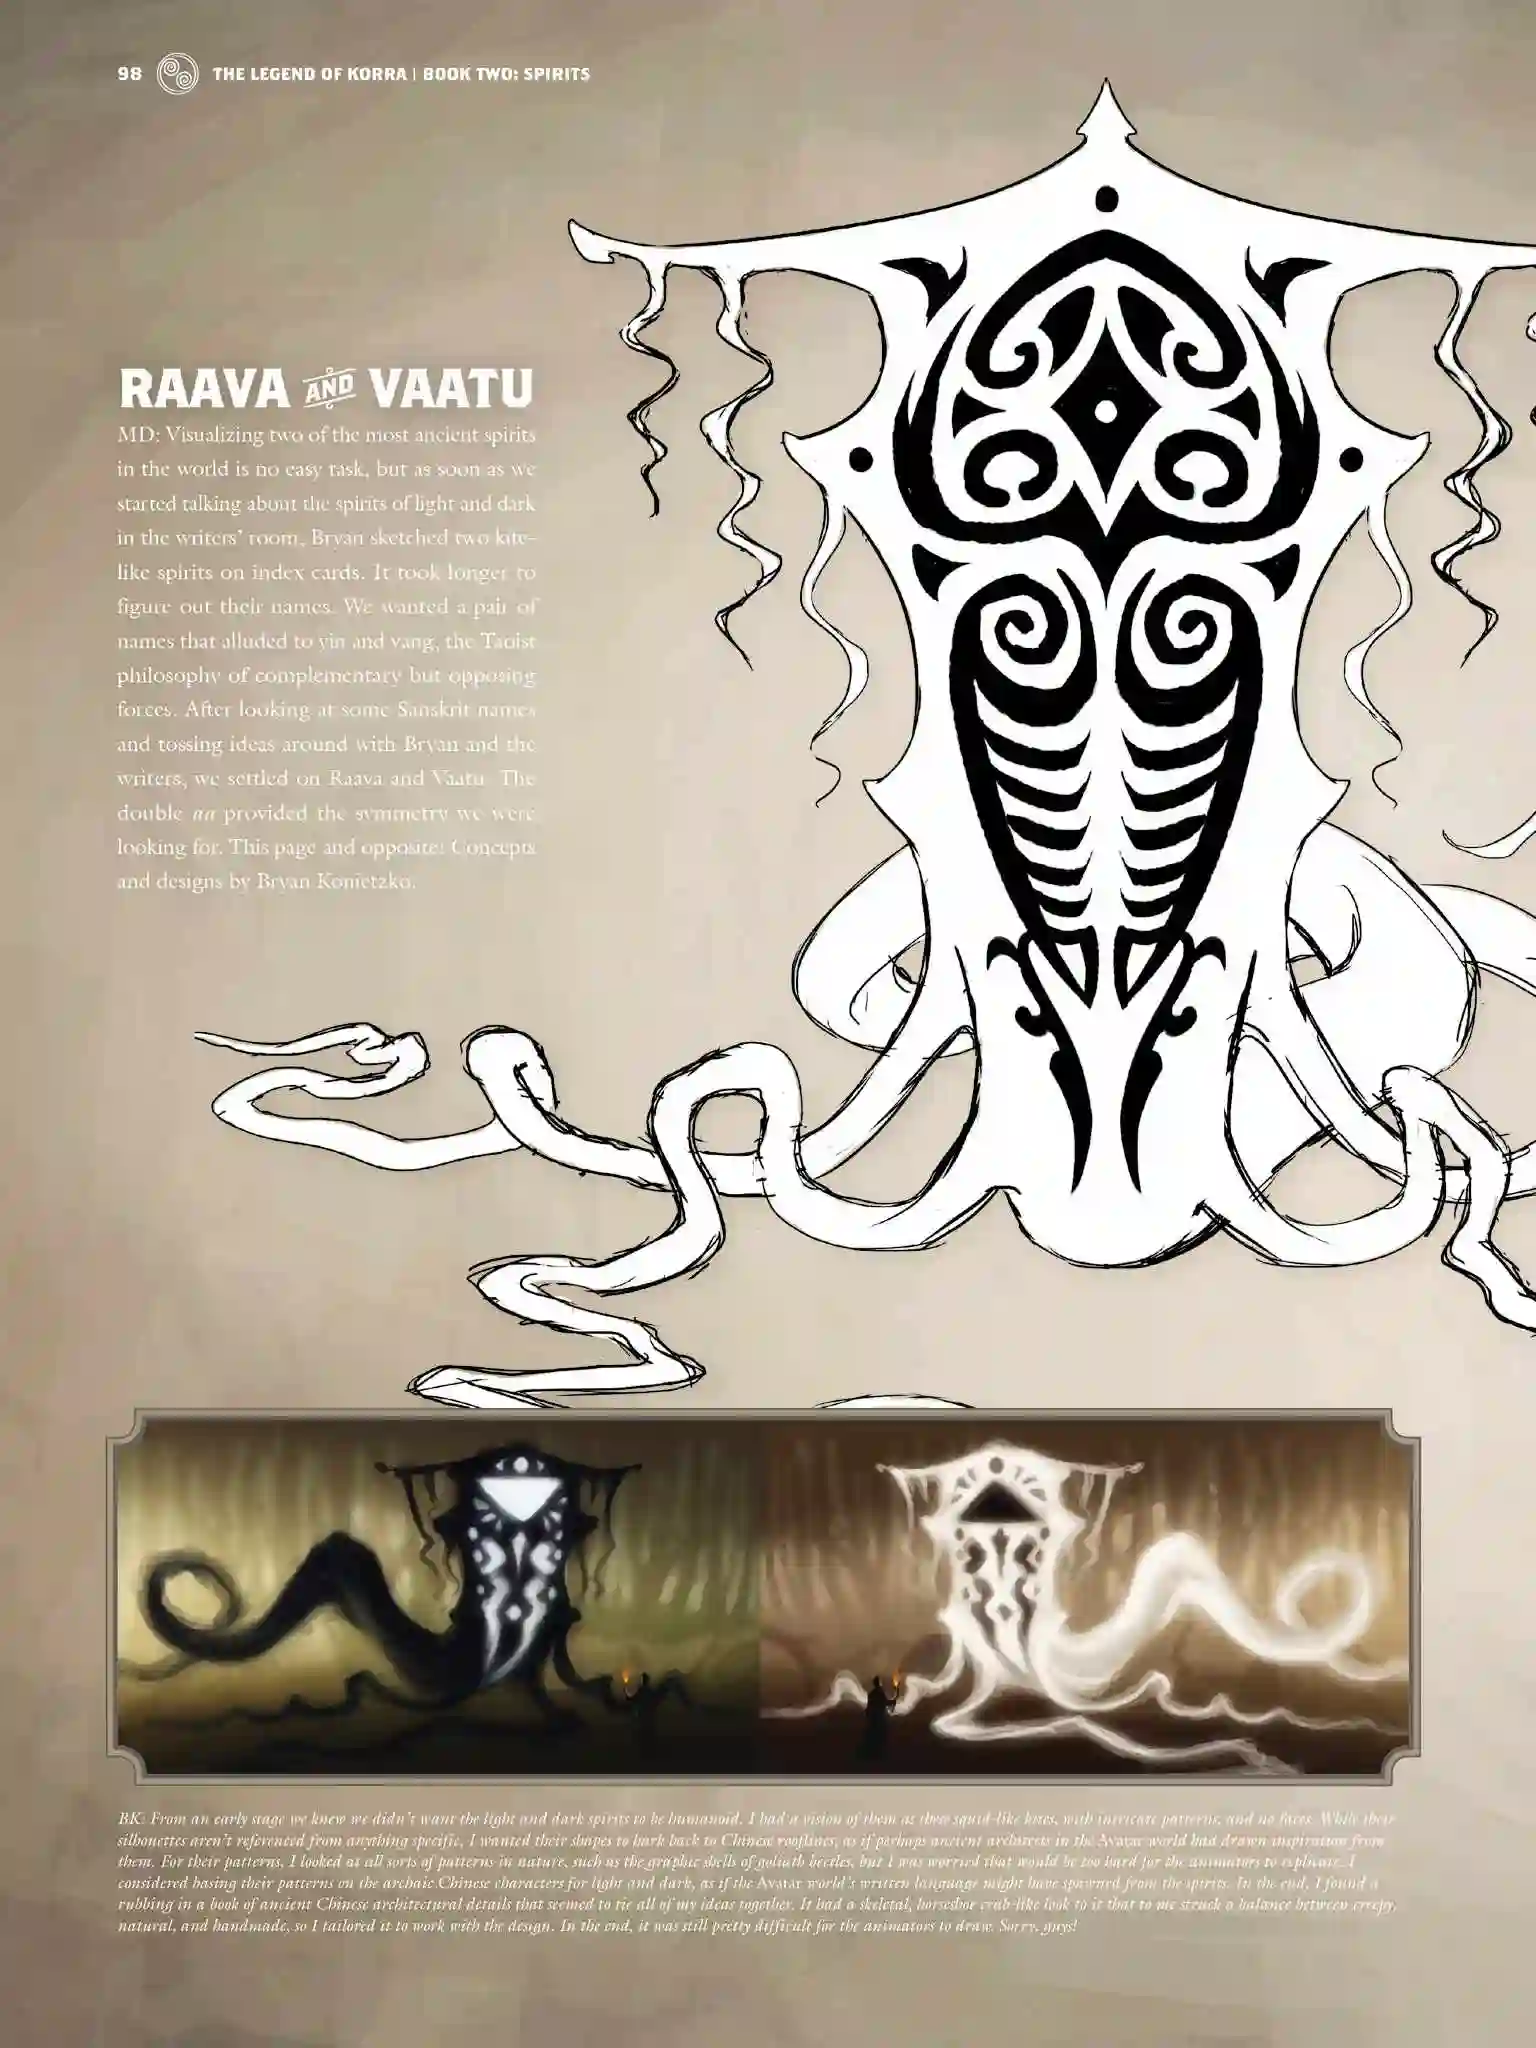 98 THE LEGEND OF KORRA | BOOK TWO: SPIRITS
RAAVA AND VAATU
MD: Visualizing two of the most ancient spirits
in the world is no easy task, but as soon as we
started talking about the spirits of light and dark
in the writers' room, Bryan sketched two kite-
like spirits on index cards. It took longer to
figure out their names. We wanted a pair of
names that alluded to yin and yang, the Taoist
philosophy of complementary but opposing
forces. After looking at some Sanskrit names
and tossing ideas around with Bryan and the
writers, we settled on Raava and Vaatu. The
double aa provided the symmetry we were
looking for. This page and opposite: Concepts
and designs by Bryan Konietzko.
BK: From an early stage we knew we didn't want the light and dark spirits to be humanoid. I had a vision of them as these squid-like kites, with intricate patterns, and no faces. While their
silhouettes aren't referenced from anything specific, I wanted their shapes to hark back to Chinese rooflines, as if perhaps ancient architects in the Avatar world had drawn inspiration from
them. For their patterns, I looked at all sorts of patterns in nature, such as the graphic shells of goliath beetles, but I was worried that would be too hard for the animators to replicate. I
considered basing their patterns on the archaic Chinese characters for light and dark, as if the Avatar world's written language might have spawned from the spirits. In the end, I found a
rubbing in a book of ancient Chinese architectural details that seemed to tie all of my ideas together. It had a skeletal, horseshoe crab-like look to it that to me struck a balance between creepy,
natural, and handmade, so I tailored it to work with the design. In the end, it was still pretty difficult for the animators to draw. Sorry, guys!